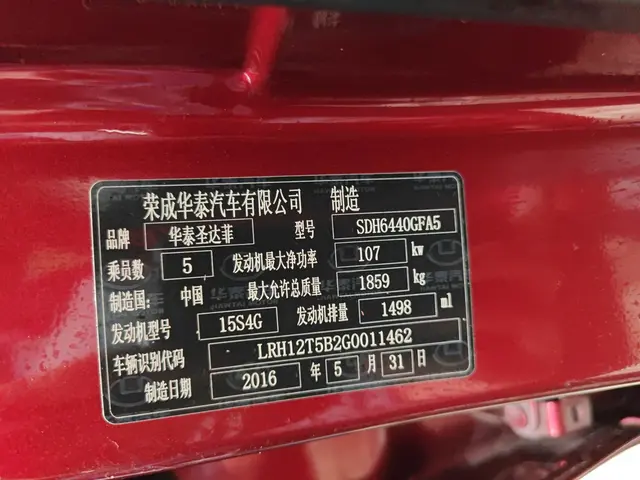 荣成华泰汽车有限公司 制造
品牌 华泰圣达菲 型号 SDH6440GFA5
乘员数 5 发动机最大净功率 107 kw
制造国: 中国 最大允许总质量 1859 kg
发动机型号 15S4G 发动机排量 1498 ml
车辆识别代码 LRH12T5B2G0011462
制造日期 2016 年 5 月 31 日